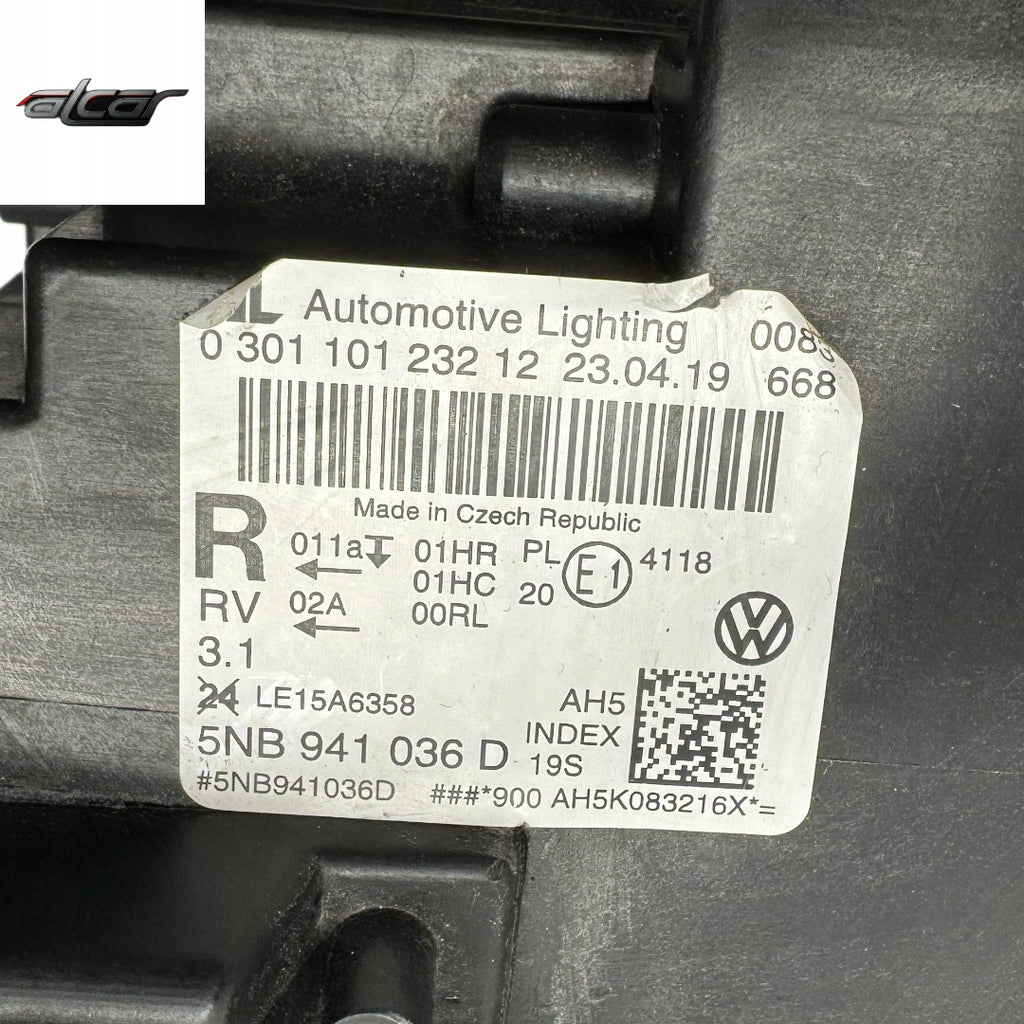 alcar
Automotive Lighting
0 301 101 232 12 23.04.19 668
Made in Czech Republic
R 011a 01HR PL E1 4118
01HC 20
RV 02A 00RL
3.1
24 LE15A6358 AH5
5NB 941 036 D INDEX
19S
#5NB941036D ###*900 AH5K083216X*=